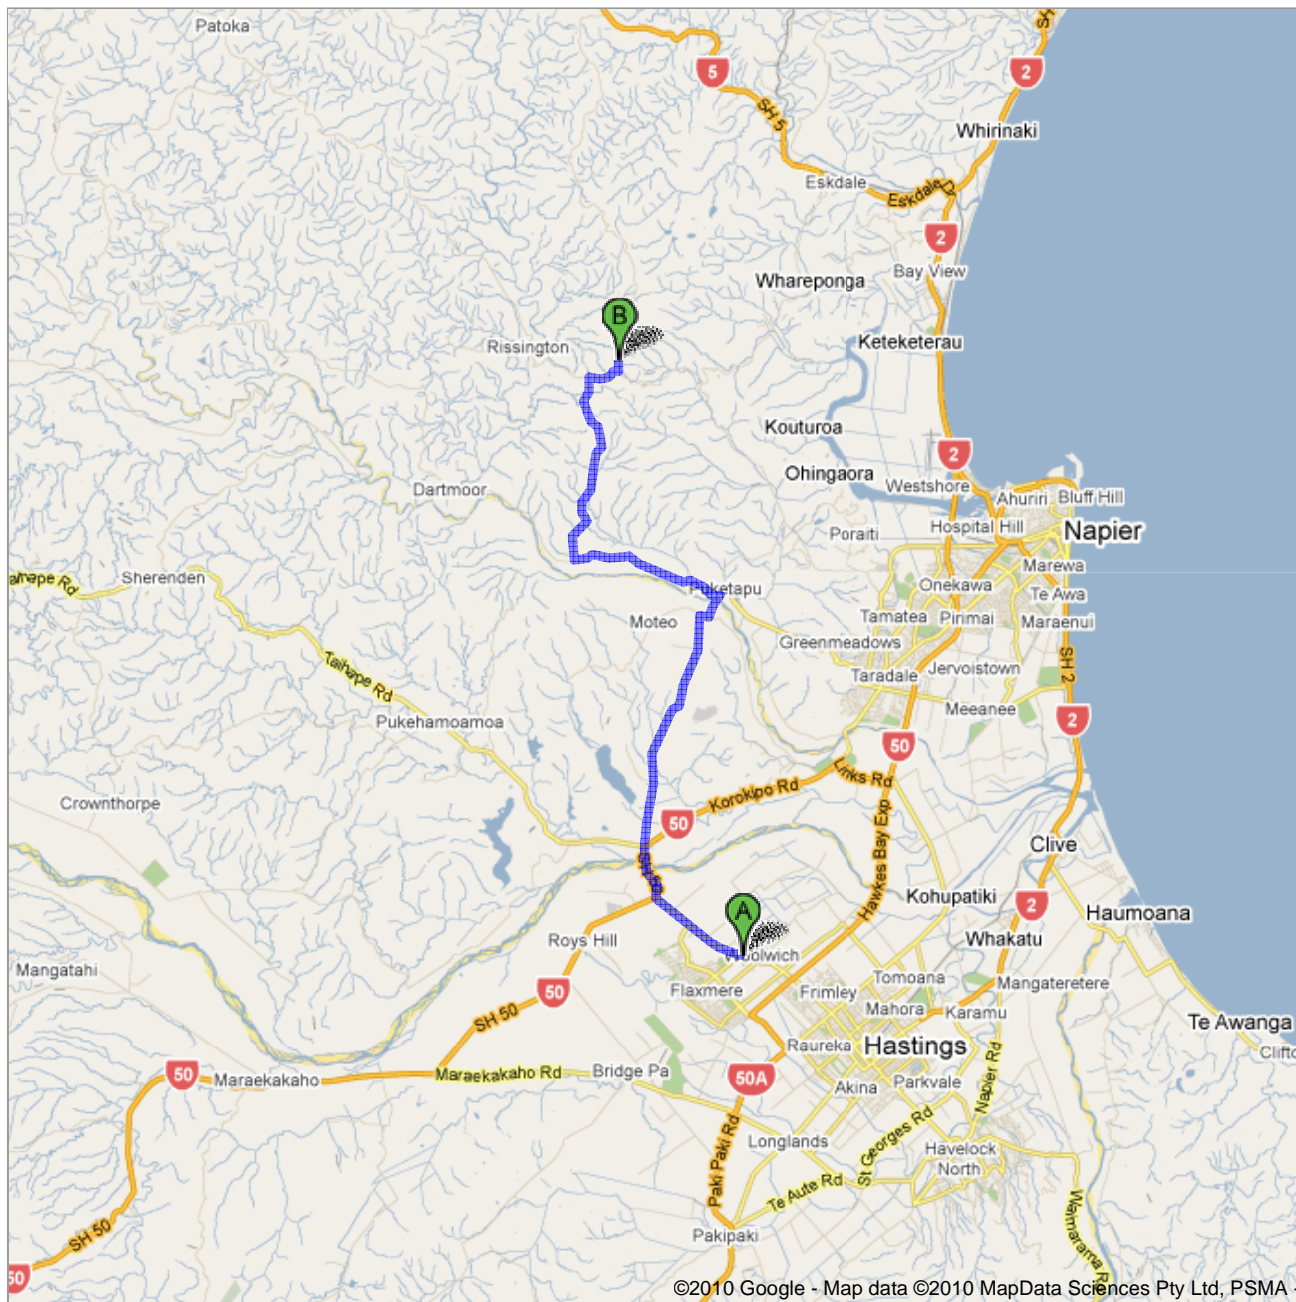 Patoka
SH
5
2
SH 5
Whirinaki
Eskdale
Eskdale Dr
2
Whareponga
Bay View
B
Rissington
Keteketerau
Kouturoa
2
Ohingaora
Westshore
Dartmoor
Ahuriri
Bluff Hill
Poraiti
Hospital Hill
Napier
Marewa
Sherenden
Onekawa
Puketapu
Te Awa
Moteo
Tamatea
Pirimai
Maraenui
Greenmeadows
SH 2
Taihape Rd
Taradale
Jervoistown
Meeanee
Pukehamoamoa
2
50
Links Rd
Crownthorpe
Korokipo Rd
50
Hawkes Bay Exp
Clive
Kohupatiki
2
A
Haumoana
Roys Hill
Woolwich
Whakatu
Mangatahi
Flaxmere
Frimley
Tomoana
Mangateretere
50
Mahora
Karamu
SH 50
Te Awanga
Raureka
Hastings
50
Maraekakaho
Maraekakaho Rd
Bridge Pa
50A
Akina
Parkvale
Napier Rd
Longlands
St Georges Rd
Havelock
North
Paki Paki Rd
Te Aute Rd
SH 50
Pakipaki
50
©2010 Google - Map data ©2010 MapData Sciences Pty Ltd, PSMA -